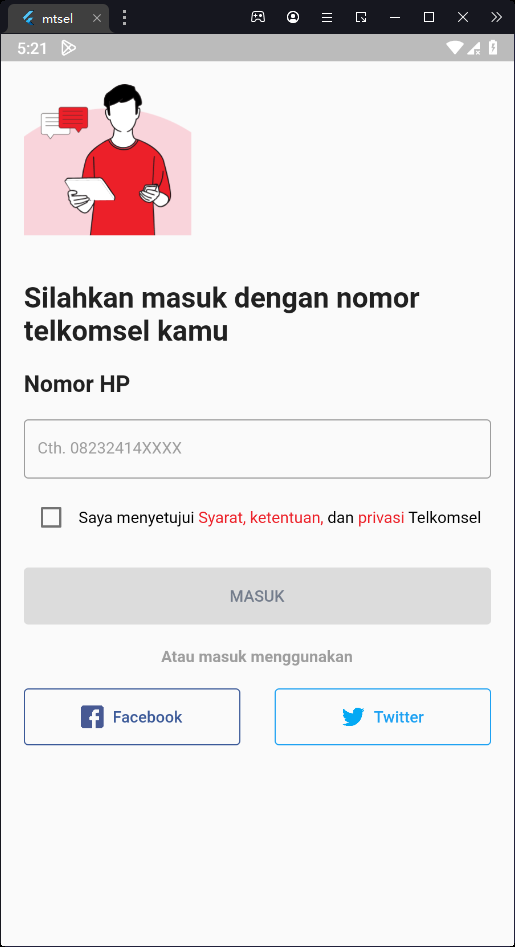 mtsel
5:21
Silahkan masuk dengan nomor
telkomsel kamu
Nomor HP
Cth. 08232414XXXX
Saya menyetujui Syarat, ketentuan, dan privasi Telkomsel
MASUK
Atau masuk menggunakan
Facebook
Twitter